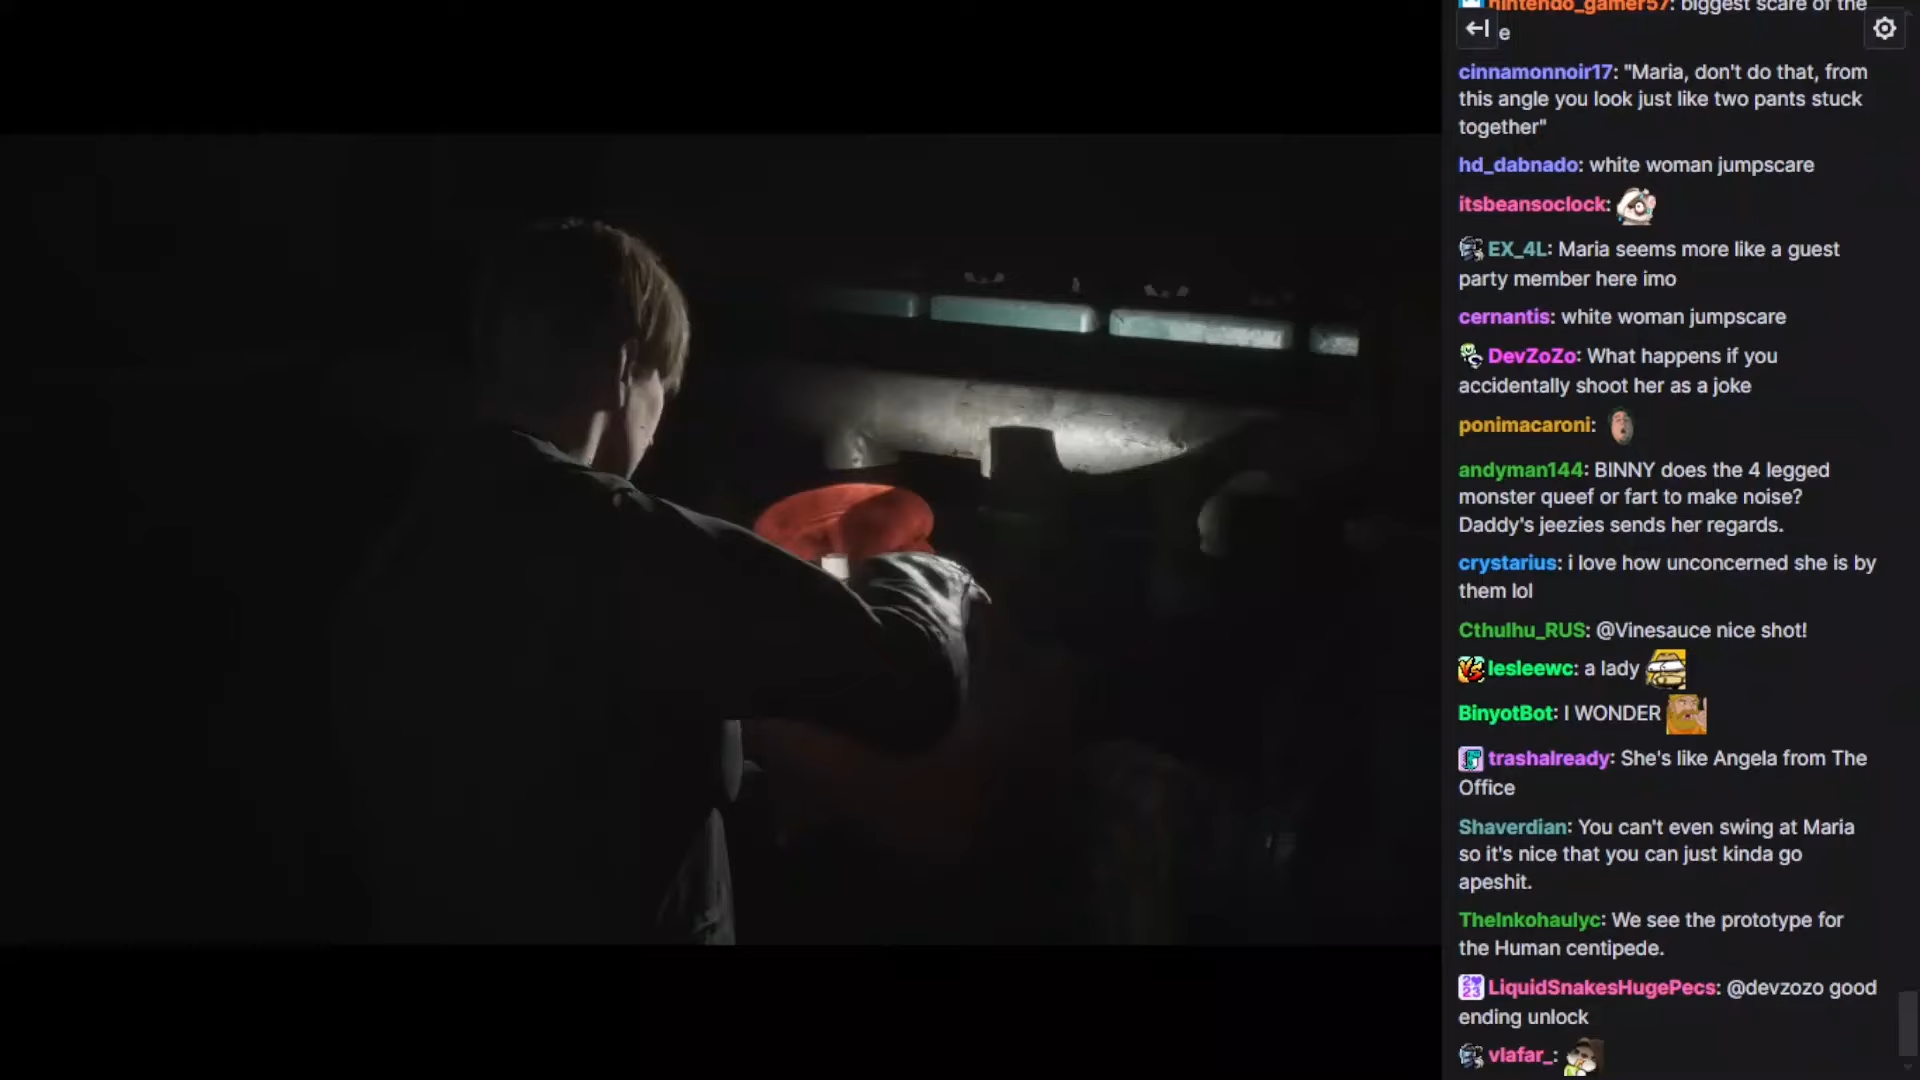 nintendo_gamer57: biggest scare of the
e
cinnamonnoir17: "Maria, don't do that, from
this angle you look just like two pants stuck
together"
hd_dabnado: white woman jumpscare
itsbeansoclock:
EX_4L: Maria seems more like a guest
party member here imo
cernantis: white woman jumpscare
DevZoZo: What happens if you
accidentally shoot her as a joke
ponimacaroni:
andyman144: BINNY does the 4 legged
monster queef or fart to make noise?
Daddy's jeezies sends her regards.
crystarius: i love how unconcerned she is by
them lol
Cthulhu_RUS: @Vinesauce nice shot!
VS lesleewc: a lady
BinyotBot: I WONDER
trashalready: She's like Angela from The
Office
Shaverdian: You can't even swing at Maria
so it's nice that you can just kinda go
apeshit.
TheInkohaulyc: We see the prototype for
the Human centipede.
LiquidSnakesHugePecs: @devzozo good
ending unlock
vlafar_: